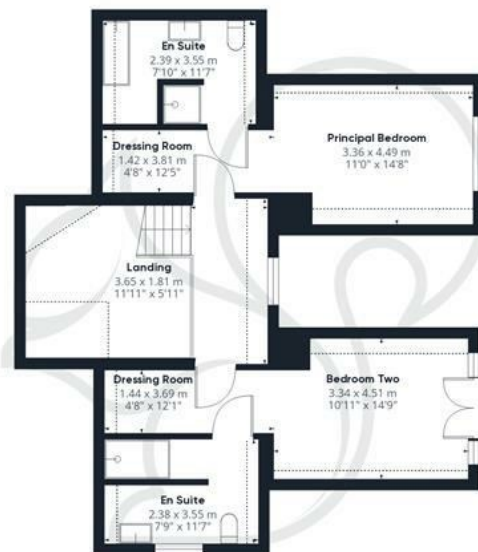 En Suite
2.39 x 3.55 m
7'10" x 11'7"
Dressing Room
1.42 x 3.81 m
4'8" x 12'5"
Principal Bedroom
3.36 x 4.49 m
11'0" x 14'8"
Landing
3.65 x 1.81 m
11'11" x 5'11"
Dressing Room
1.44 x 3.69 m
4'8" x 12'1"
Bedroom Two
3.34 x 4.51 m
10'11" x 14'9"
En Suite
2.38 x 3.55 m
7'9" x 11'7"